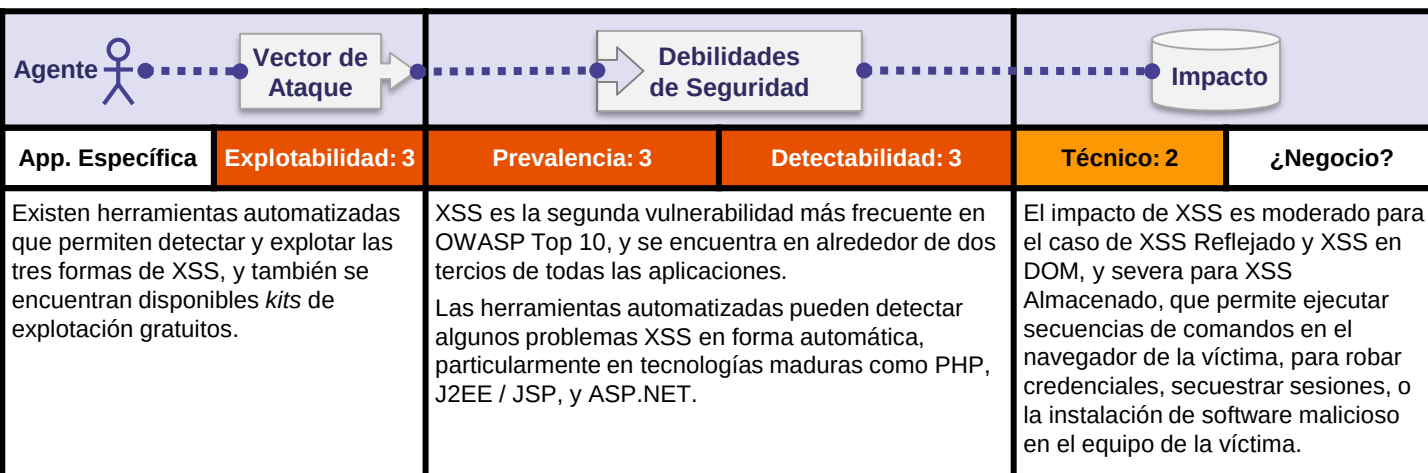 Agente
Vector de
Ataque
Debilidades
de Seguridad
Impacto
App. Específica
Explotabilidad: 3
Prevalencia: 3
Detectabilidad: 3
Técnico: 2
¿Negocio?
Existen herramientas automatizadas
que permiten detectar y explotar las
tres formas de XSS, y también se
encuentran disponibles kits de
explotación gratuitos.
XSS es la segunda vulnerabilidad más frecuente en
OWASP Top 10, y se encuentra en alrededor de dos
tercios de todas las aplicaciones.
Las herramientas automatizadas pueden detectar
algunos problemas XSS en forma automática,
particularmente en tecnologías maduras como PHP,
J2EE / JSP, y ASP.NET.
El impacto de XSS es moderado para
el caso de XSS Reflejado y XSS en
DOM, y severa para XSS
Almacenado, que permite ejecutar
secuencias de comandos en el
navegador de la víctima, para robar
credenciales, secuestrar sesiones, o
la instalación de software malicioso
en el equipo de la víctima.